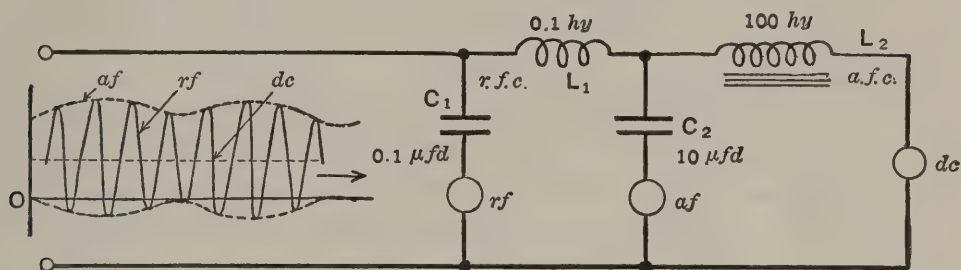 af
rf
dc
O
0.1 hy
r.f.c.
L1
C1
0.1 μfd
rf
C2
10 μfd
af
100 hy
L2
a.f.c.
dc